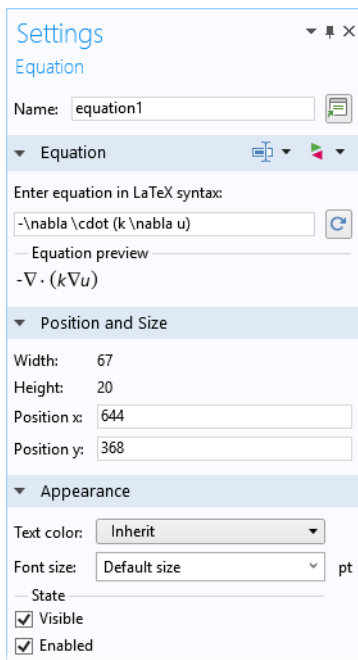 Settings
Equation
Name: equation1
Equation
Enter equation in LaTeX syntax:
-\nabla \cdot (k \nabla u)
Equation preview
-∇ · (k∇u)
Position and Size
Width: 67
Height: 20
Position x: 644
Position y: 368
Appearance
Text color: Inherit
Font size: Default size pt
State
Visible
Enabled